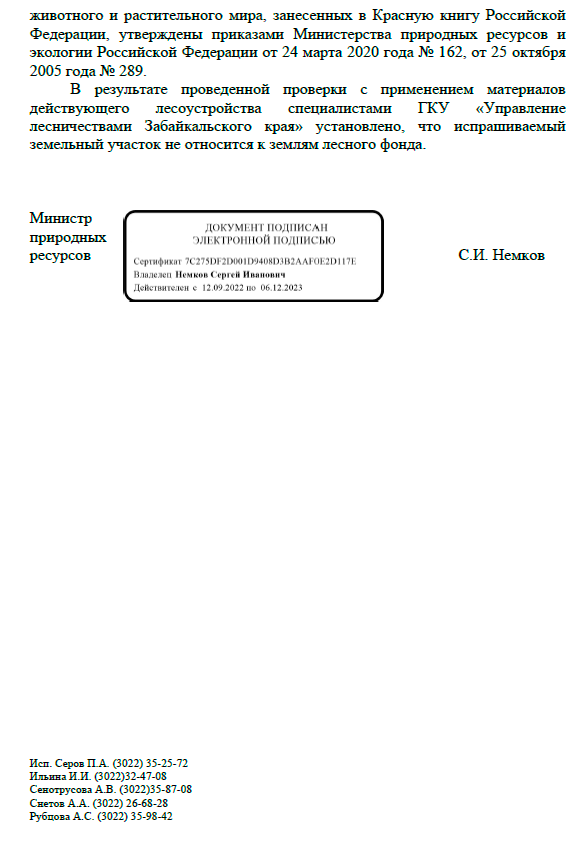 животного и растительного мира, занесенных в Красную книгу Российской
Федерации, утверждены приказами Министерства природных ресурсов и
экологии Российской Федерации от 24 марта 2020 года № 162, от 25 октября
2005 года № 289.
В результате проведенной проверки с применением материалов
действующего лесоустройства специалистами ГКУ «Управление
лесничествами Забайкальского края» установлено, что испрашиваемый
земельный участок не относится к землям лесного фонда.
Министр
природных
ресурсов
ДОКУМЕНТ ПОДПИСАН
ЭЛЕКТРОННОЙ ПОДПИСЬЮ
Сертификат 7C275DF2D001D9408D3B2AAF0E2D117E
Владелец Немков Сергей Иванович
Действителен с 12.09.2022 по 06.12.2023
С.И. Немков
Исп. Серов П.А. (3022) 35-25-72
Ильина И.И. (3022)32-47-08
Сенотрусова А.В. (3022)35-87-08
Снетов А.А. (3022) 26-68-28
Рубцова А.С. (3022) 35-98-42